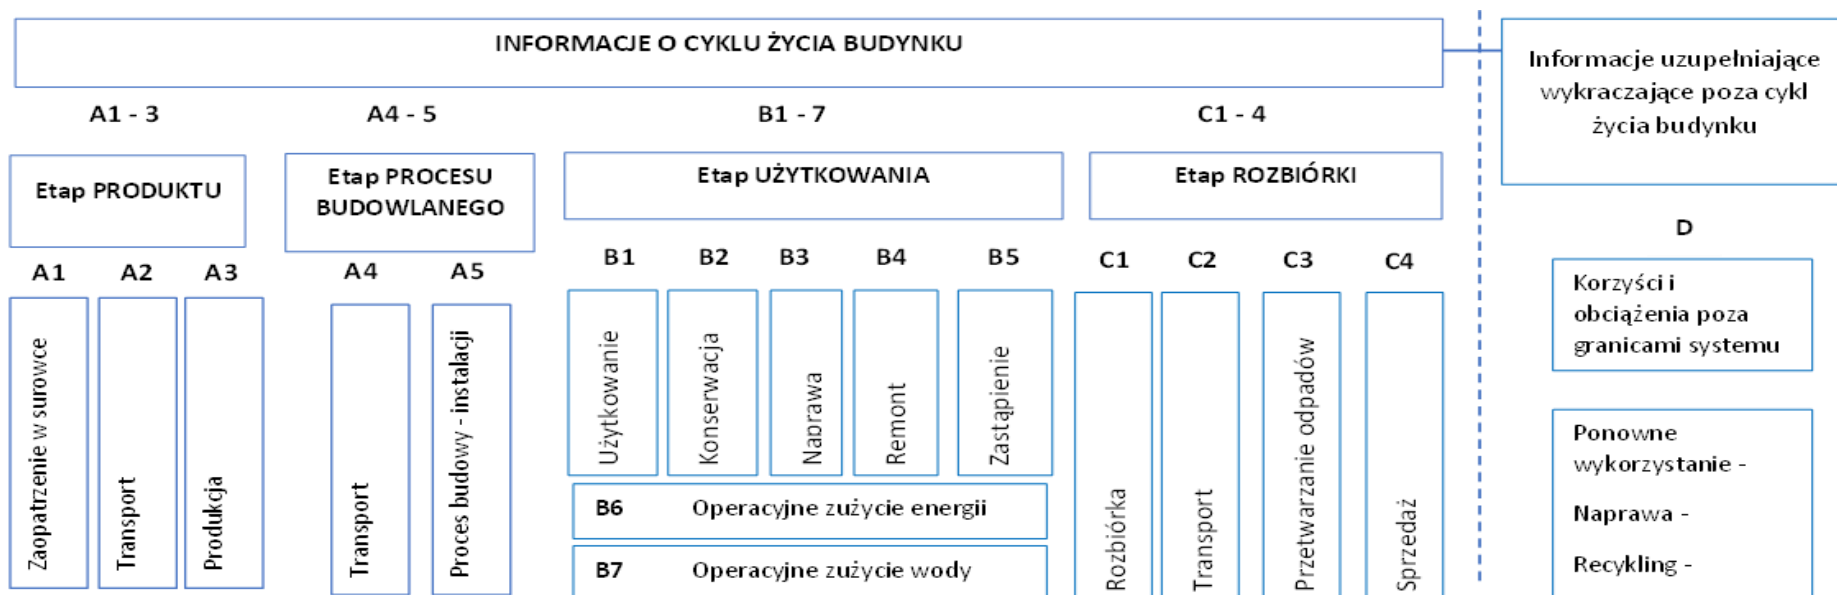 INFORMACJE O CYKLU ŻYCIA BUDYNKU
Informacje uzupełniające
wykraczające poza cykl
życia budynku
A1 - 3
A4 - 5
B1 - 7
C1 - 4
Etap PRODUKTU
Etap PROCESU
BUDOWLANEGO
Etap UŻYTKOWANIA
Etap ROZBIÓRKI
D
A1
A2
A3
A4
A5
B1
B2
B3
B4
B5
C1
C2
C3
C4
Zaopatrzenie w surowce
Transport
Produkcja
Transport
Proces budowy - instalacji
Użytkowanie
Konserwacja
Naprawa
Remont
Zastąpienie
B6 Operacyjne zużycie energii
B7 Operacyjne zużycie wody
Rozbiórka
Transport
Przetwarzanie odpadów
Sprzedaż
Korzyści i
obciążenia poza
granicami systemu
Ponowne
wykorzystanie -
Naprawa -
Recykling -